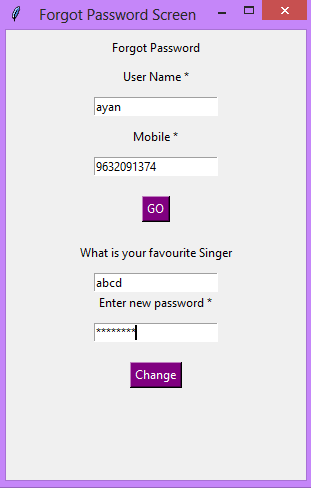 Forgot Password Screen
Forgot Password
User Name *
ayan
Mobile *
9632091374
GO
What is your favourite Singer
abcd
Enter new password *
********
Change